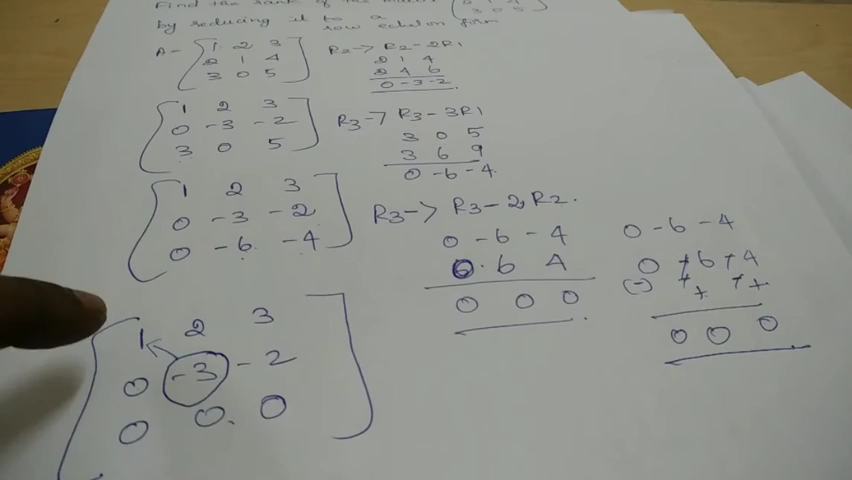 Find the rank of the
by reducing it to a row echelon form
3 0 5
A = 1 2 3
2 1 4
3 0 5
R2 -> R2 - 2R1
2 1 4
2 4 6
0 -3 -2
1 2 3
0 -3 -2
3 0 5
R3 -> R3 - 3R1
3 0 5
3 6 9
0 -6 -4
1 2 3
0 -3 -2
0 -6 -4
R3 -> R3 - 2R2.
0 -6 -4
0 6 4
0 0 0
0 -6 -4
0 +6 +4
(-) + + + +
0 0 0
1 2 3
0 -3 -2
0 0 0